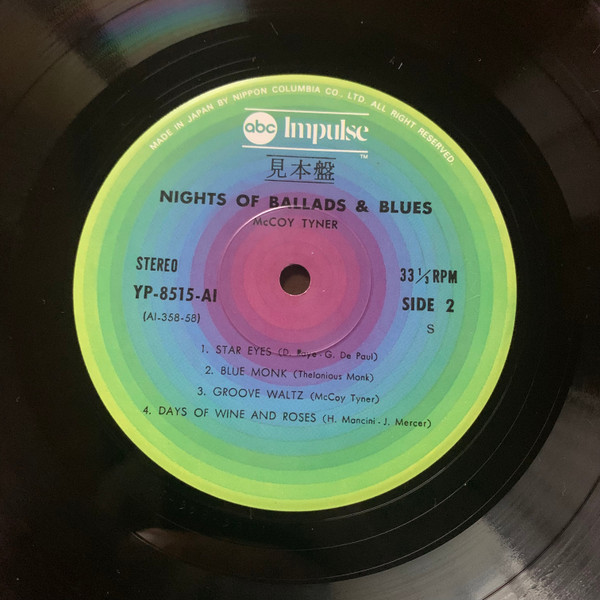 MADE IN JAPAN BY NIPPON COLUMBIA CO., LTD. ALL RIGHT RESERVED.
abc Impulse
TM
見本盤
NIGHTS OF BALLADS & BLUES
McCOY TYNER
STEREO
YP-8515-AI
(AI-358-58)
33 1/3 RPM
SIDE 2
S
1. STAR EYES (D. Raye - G. De Paul)
2. BLUE MONK (Thelonious Monk)
3. GROOVE WALTZ (McCoy Tyner)
4. DAYS OF WINE AND ROSES (H. Mancini - J. Mercer)